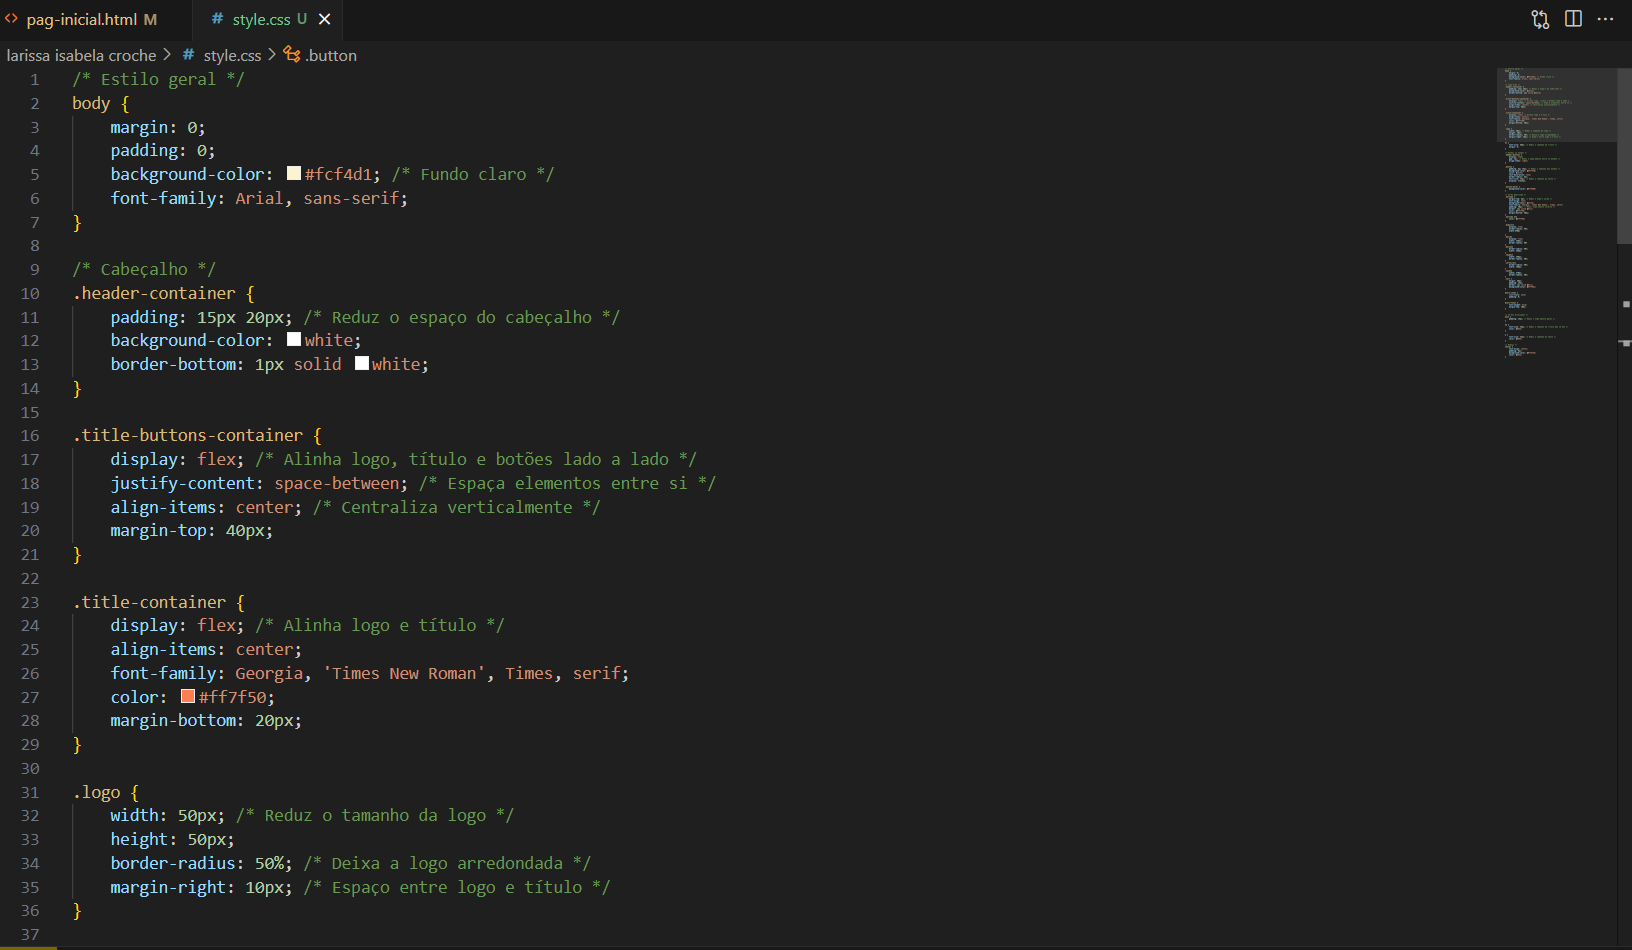 pag-inicial.html M
# style.css U
larissa isabela croche > # style.css > .button
1 /* Estilo geral */
2 body {
3 margin: 0;
4 padding: 0;
5 background-color: #fcf4d1; /* Fundo claro */
6 font-family: Arial, sans-serif;
7 }
8
9 /* Cabeçalho */
10 .header-container {
11 padding: 15px 20px; /* Reduz o espaço do cabeçalho */
12 background-color: white;
13 border-bottom: 1px solid white;
14 }
15
16 .title-buttons-container {
17 display: flex; /* Alinha logo, título e botões lado a lado */
18 justify-content: space-between; /* Espaça elementos entre si */
19 align-items: center; /* Centraliza verticalmente */
20 margin-top: 40px;
21 }
22
23 .title-container {
24 display: flex; /* Alinha logo e título */
25 align-items: center;
26 font-family: Georgia, 'Times New Roman', Times, serif;
27 color: #ff7f50;
28 margin-bottom: 20px;
29 }
30
31 .logo {
32 width: 50px; /* Reduz o tamanho da logo */
33 height: 50px;
34 border-radius: 50%; /* Deixa a logo arredondada */
35 margin-right: 10px; /* Espaço entre logo e título */
36 }
37